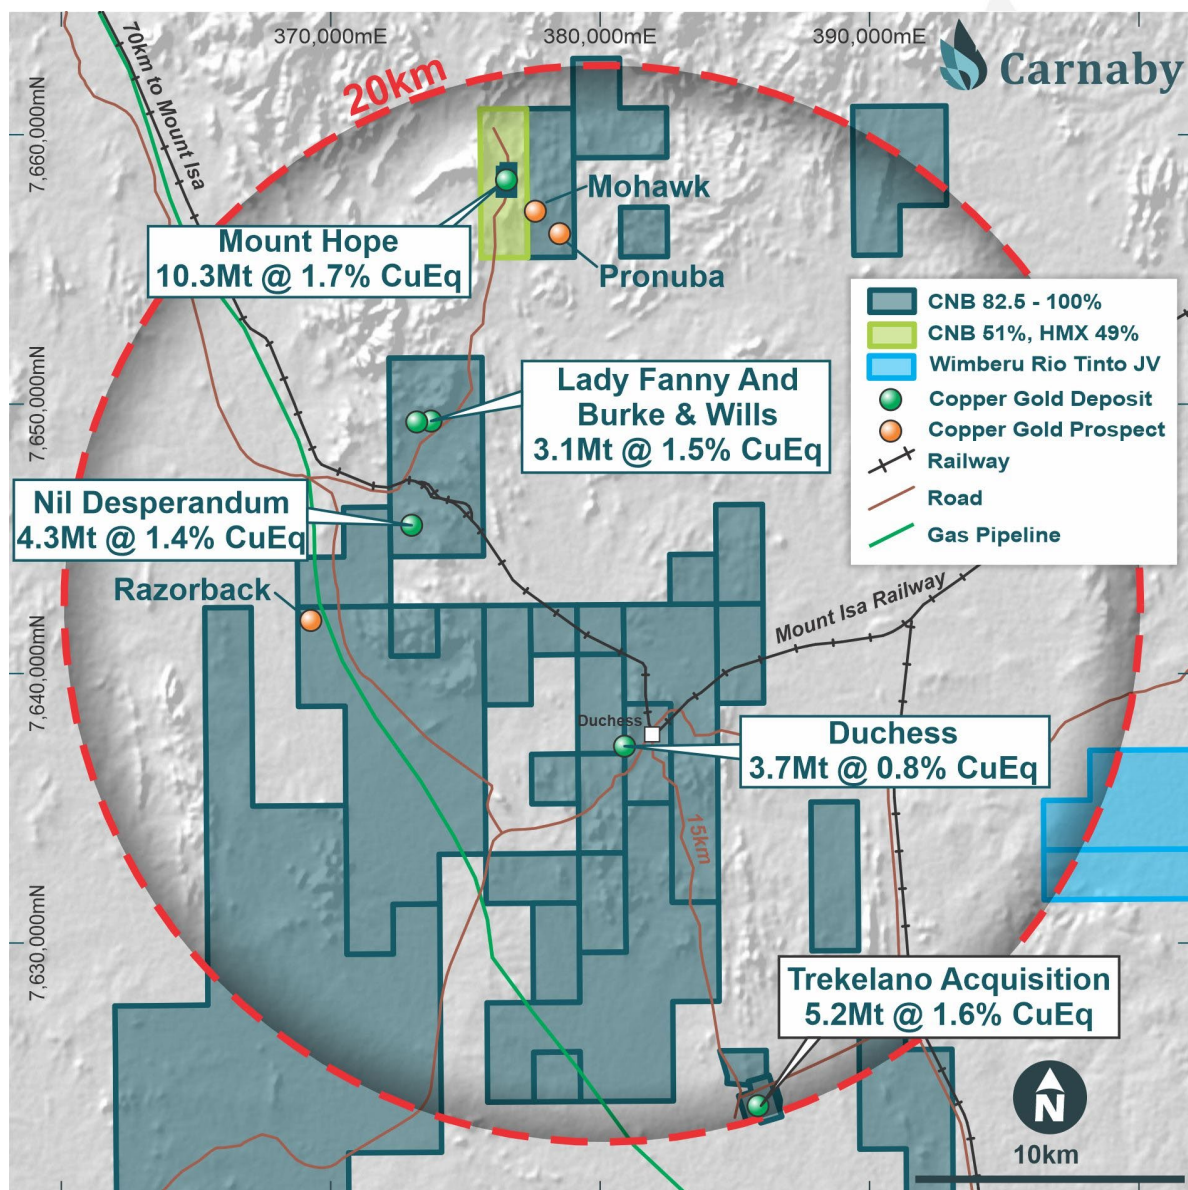 370,000mE
380,000mE
390,000mE
Carnaby
20km
70km to Mount Isa
7,660,000mN
Mohawk
Mount Hope
10.3Mt @ 1.7% CuEq
Pronuba
CNB 82.5 - 100%
CNB 51%, HMX 49%
Wimberu Rio Tinto JV
Copper Gold Deposit
Copper Gold Prospect
Railway
Road
Gas Pipeline
7,650,000mN
Lady Fanny And
Burke & Wills
3.1Mt @ 1.5% CuEq
Nil Desperandum
4.3Mt @ 1.4% CuEq
Razorback
Mount Isa Railway
7,640,000mN
Duchess
Duchess
3.7Mt @ 0.8% CuEq
15km
7,630,000mN
Trekelano Acquisition
5.2Mt @ 1.6% CuEq
N
10km